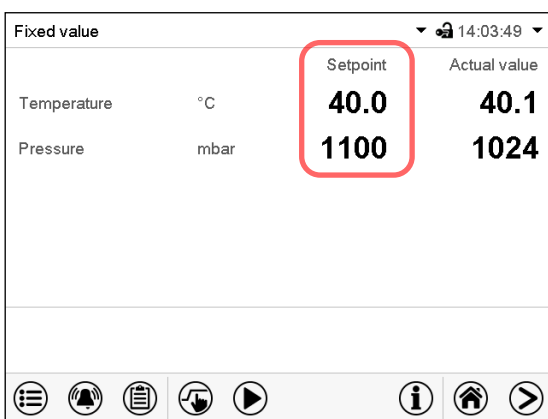 Fixed value 14:03:49
Setpoint Actual value
Temperature °C 40.0 40.1
Pressure mbar 1100 1024